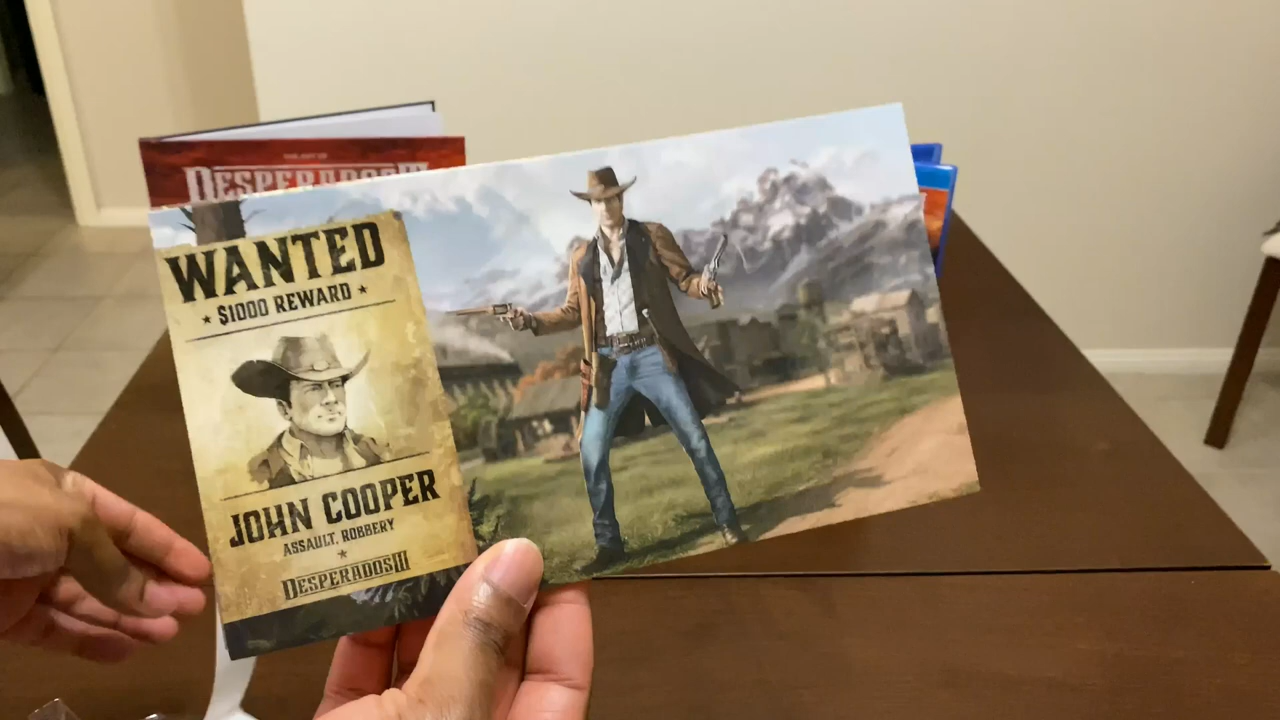 THE ART OF
DESPERADOS III
WANTED
★ $1000 REWARD ★
JOHN COOPER
ASSAULT, ROBBERY
★
DESPERADOS III